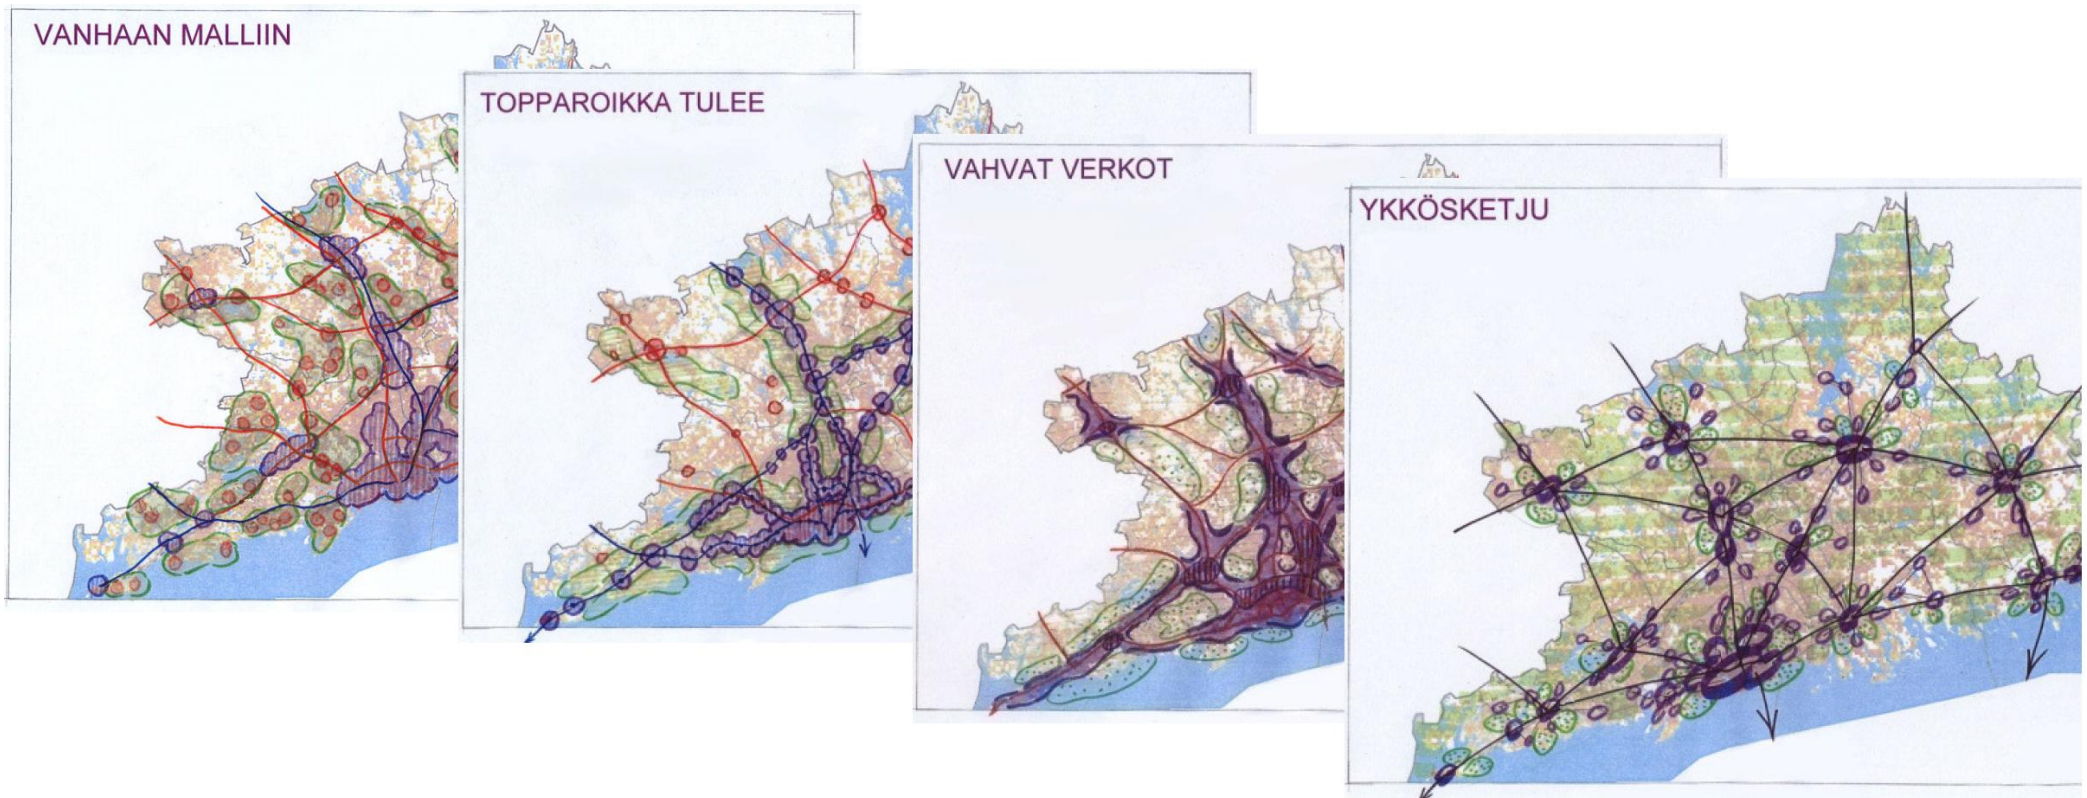 VANHAAN MALLIIN
TOPPAROIKKA TULEE
VAHVAT VERKOT
YKKÖSKETJU